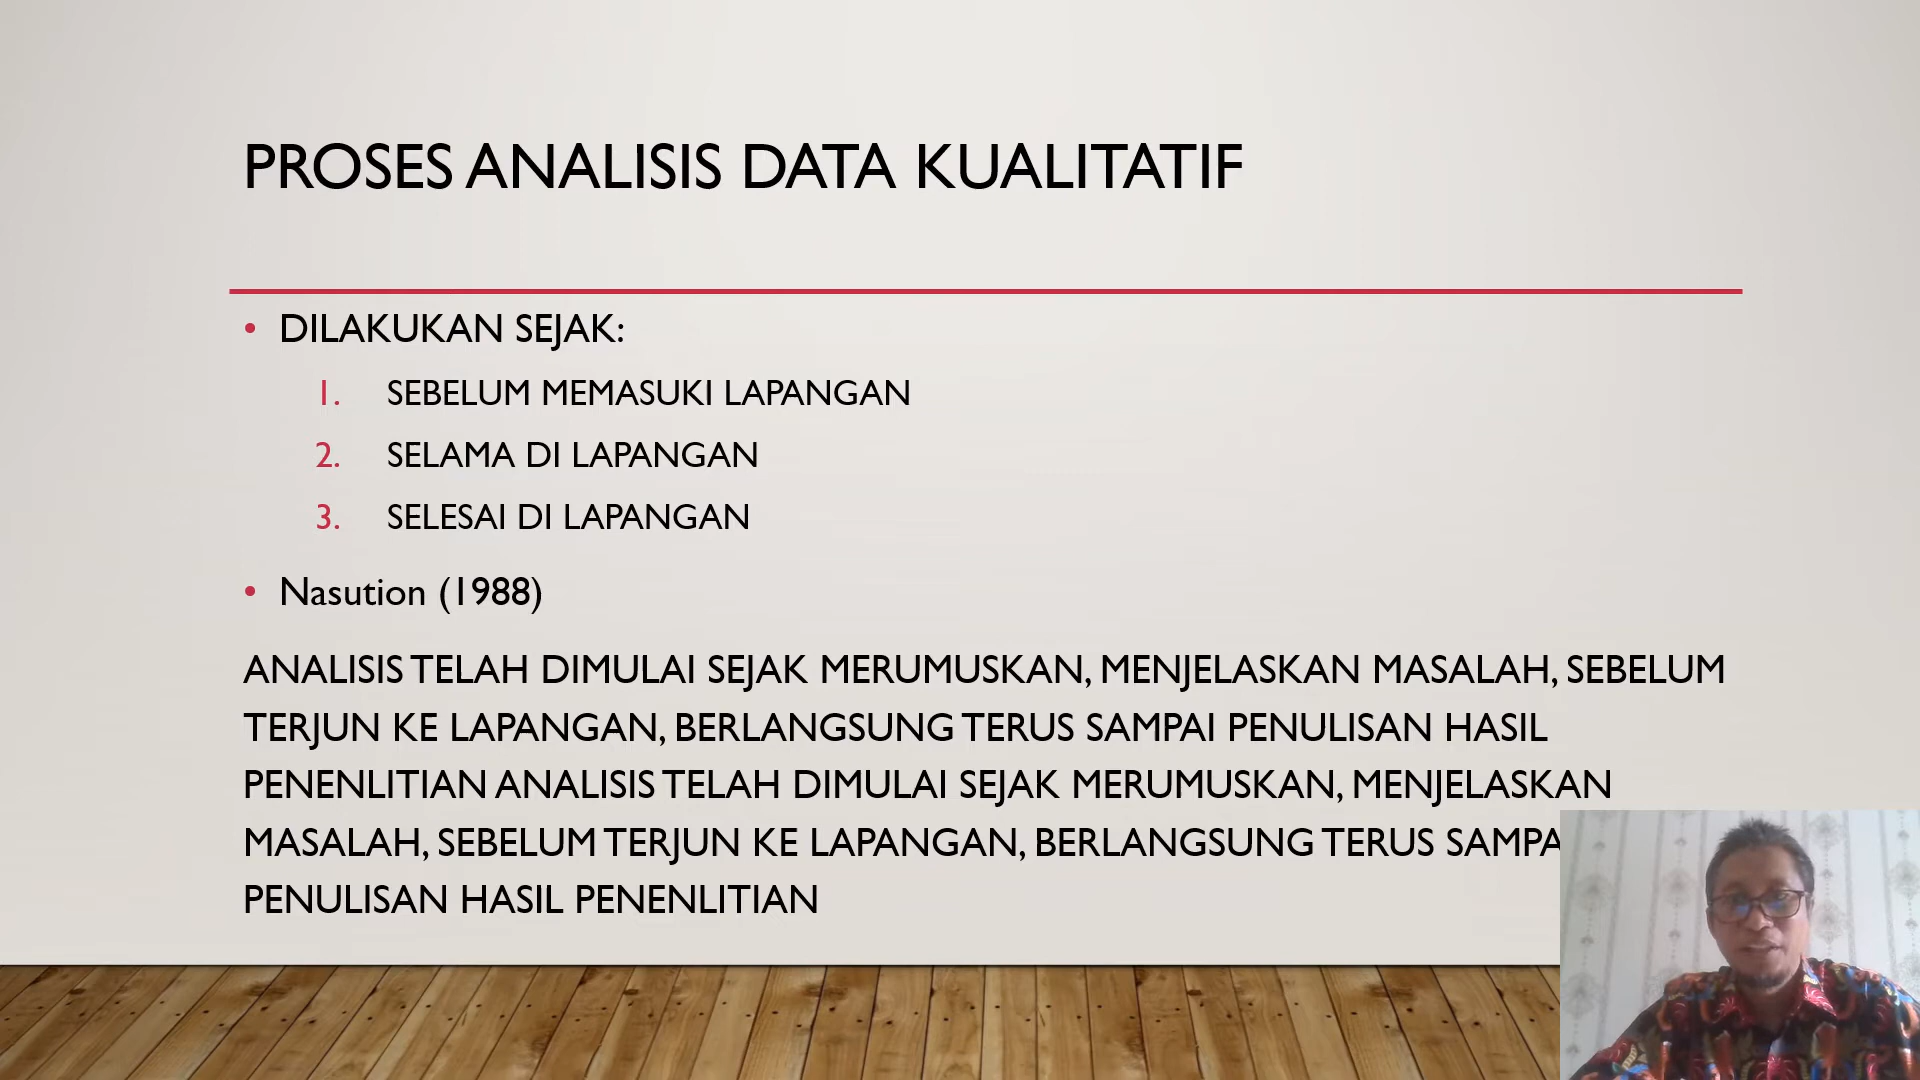 PROSES ANALISIS DATA KUALITATIF
• DILAKUKAN SEJAK:
1. SEBELUM MEMASUKI LAPANGAN
2. SELAMA DI LAPANGAN
3. SELESAI DI LAPANGAN
• Nasution (1988)
ANALISIS TELAH DIMULAI SEJAK MERUMUSKAN, MENJELASKAN MASALAH, SEBELUM
TERJUN KE LAPANGAN, BERLANGSUNG TERUS SAMPAI PENULISAN HASIL
PENENLITIAN ANALISIS TELAH DIMULAI SEJAK MERUMUSKAN, MENJELASKAN
MASALAH, SEBELUM TERJUN KE LAPANGAN, BERLANGSUNG TERUS
PENULISAN HASIL PENENLITIAN